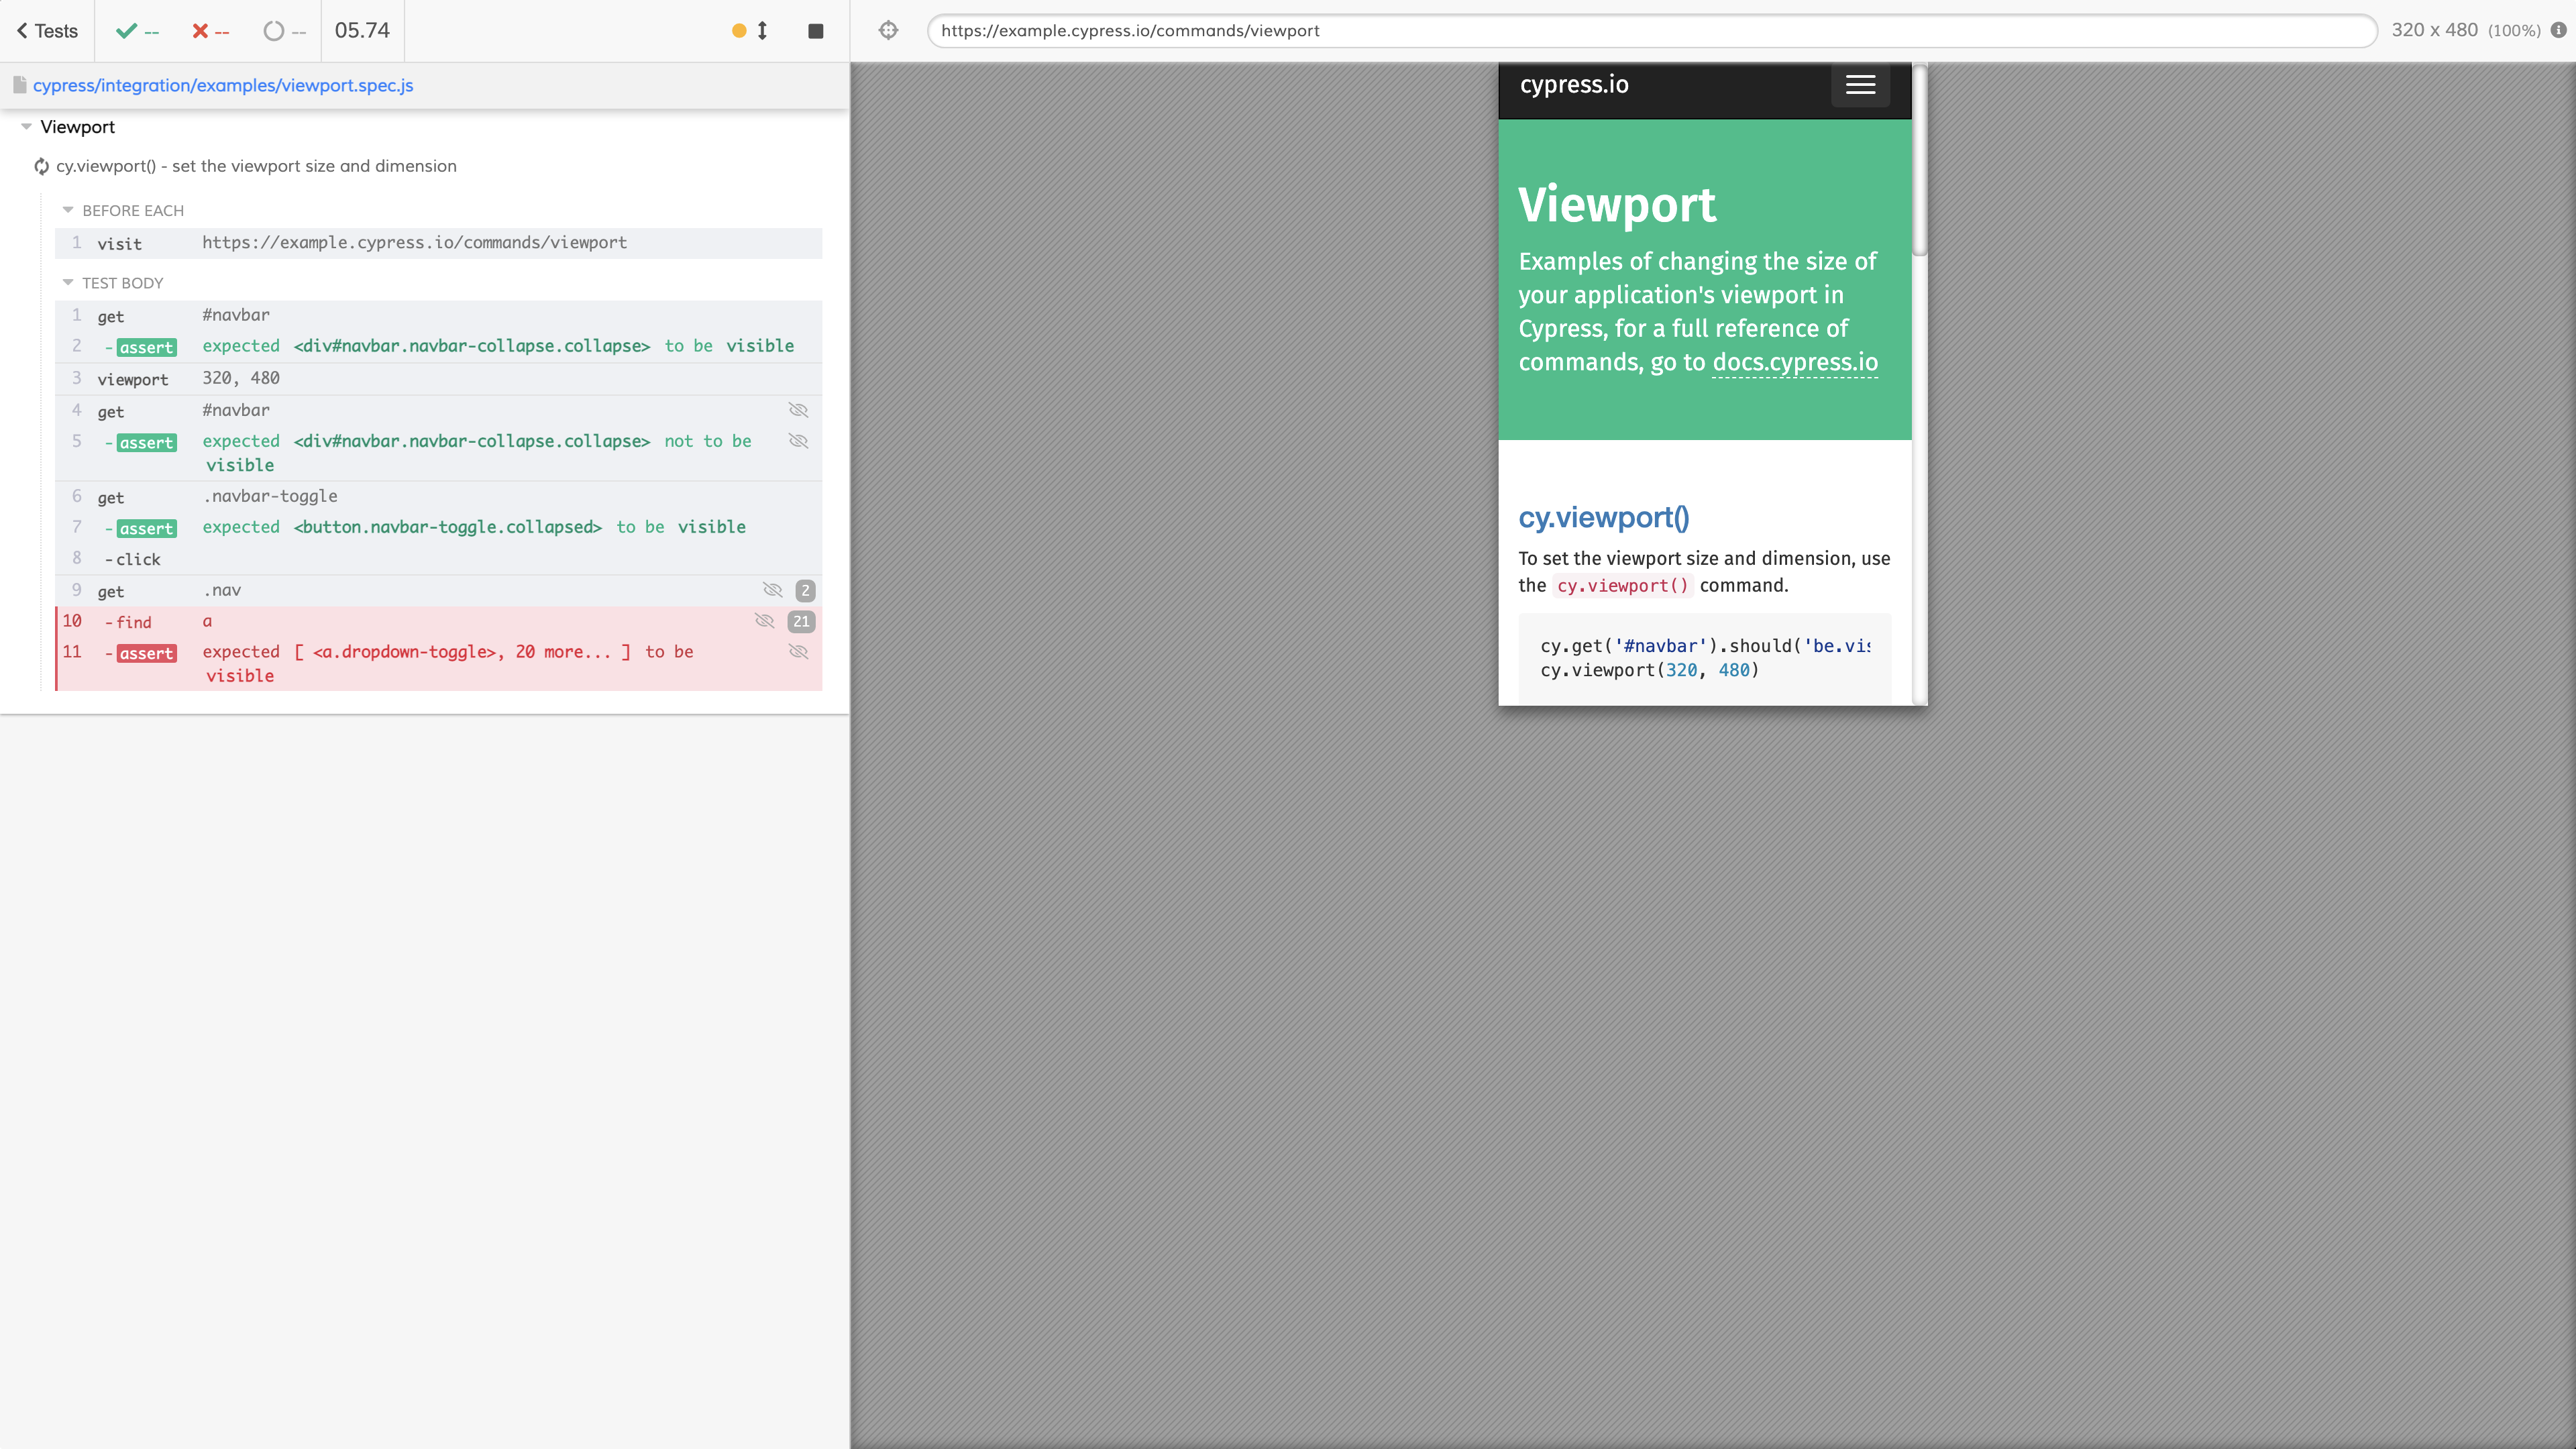 Tests -- -- -- 05.74
https://example.cypress.io/commands/viewport 320 x 480 (100%)
cypress/integration/examples/viewport.spec.js
Viewport
cy.viewport() - set the viewport size and dimension
BEFORE EACH
1 visit https://example.cypress.io/commands/viewport
TEST BODY
1 get #navbar
2 -assert expected <div#navbar.navbar-collapse.collapse> to be visible
3 viewport 320, 480
4 get #navbar
5 -assert expected <div#navbar.navbar-collapse.collapse> not to be
visible
6 get .navbar-toggle
7 -assert expected <button.navbar-toggle.collapsed> to be visible
8 -click
9 get .nav 2
10 -find a 21
11 -assert expected [ <a.dropdown-toggle>, 20 more... ] to be
visible
cypress.io
Viewport
Examples of changing the size of
your application's viewport in
Cypress, for a full reference of
commands, go to docs.cypress.io
cy.viewport()
To set the viewport size and dimension, use
the cy.viewport() command.
cy.get('#navbar').should('be.vis
cy.viewport(320, 480)